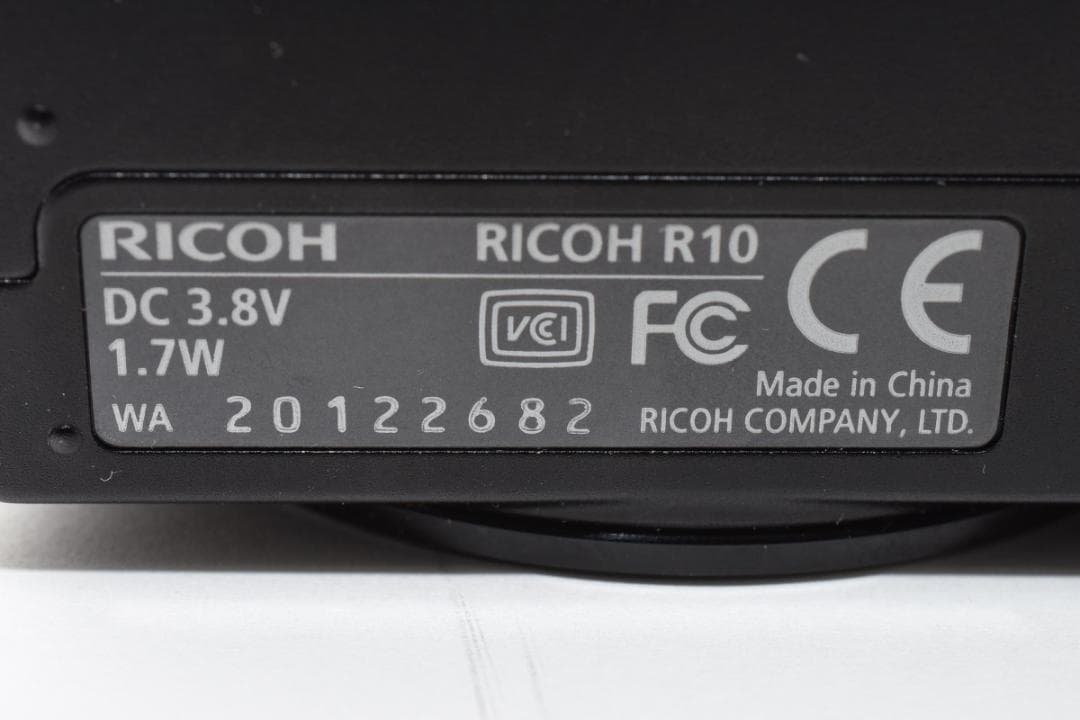 RICOH RICOH R10
DC 3.8V
1.7W
VCI FC CE
Made in China
WA 20122682 RICOH COMPANY, LTD.